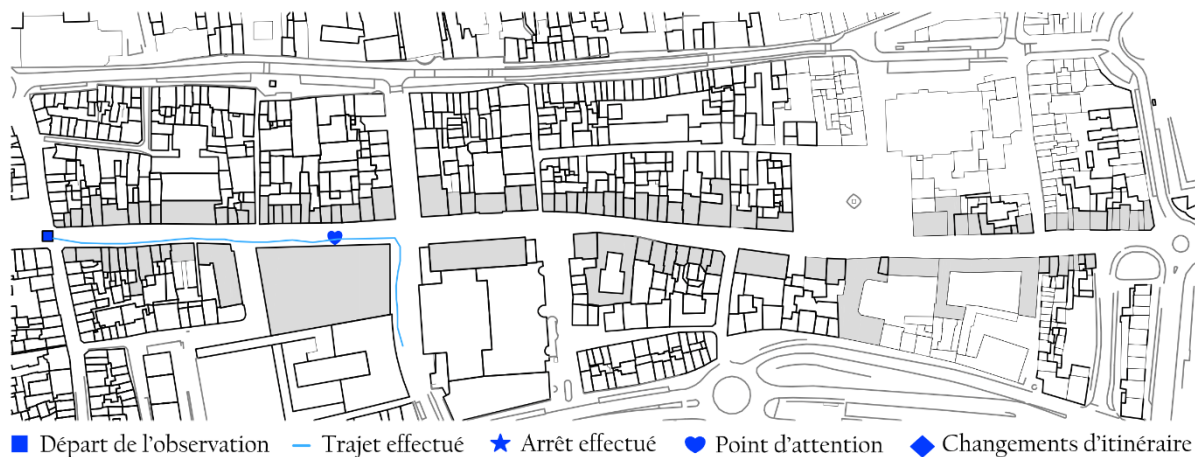 Départ de l'observation Trajet effectué Arrêt effectué Point d'attention Changements d'itinéraire